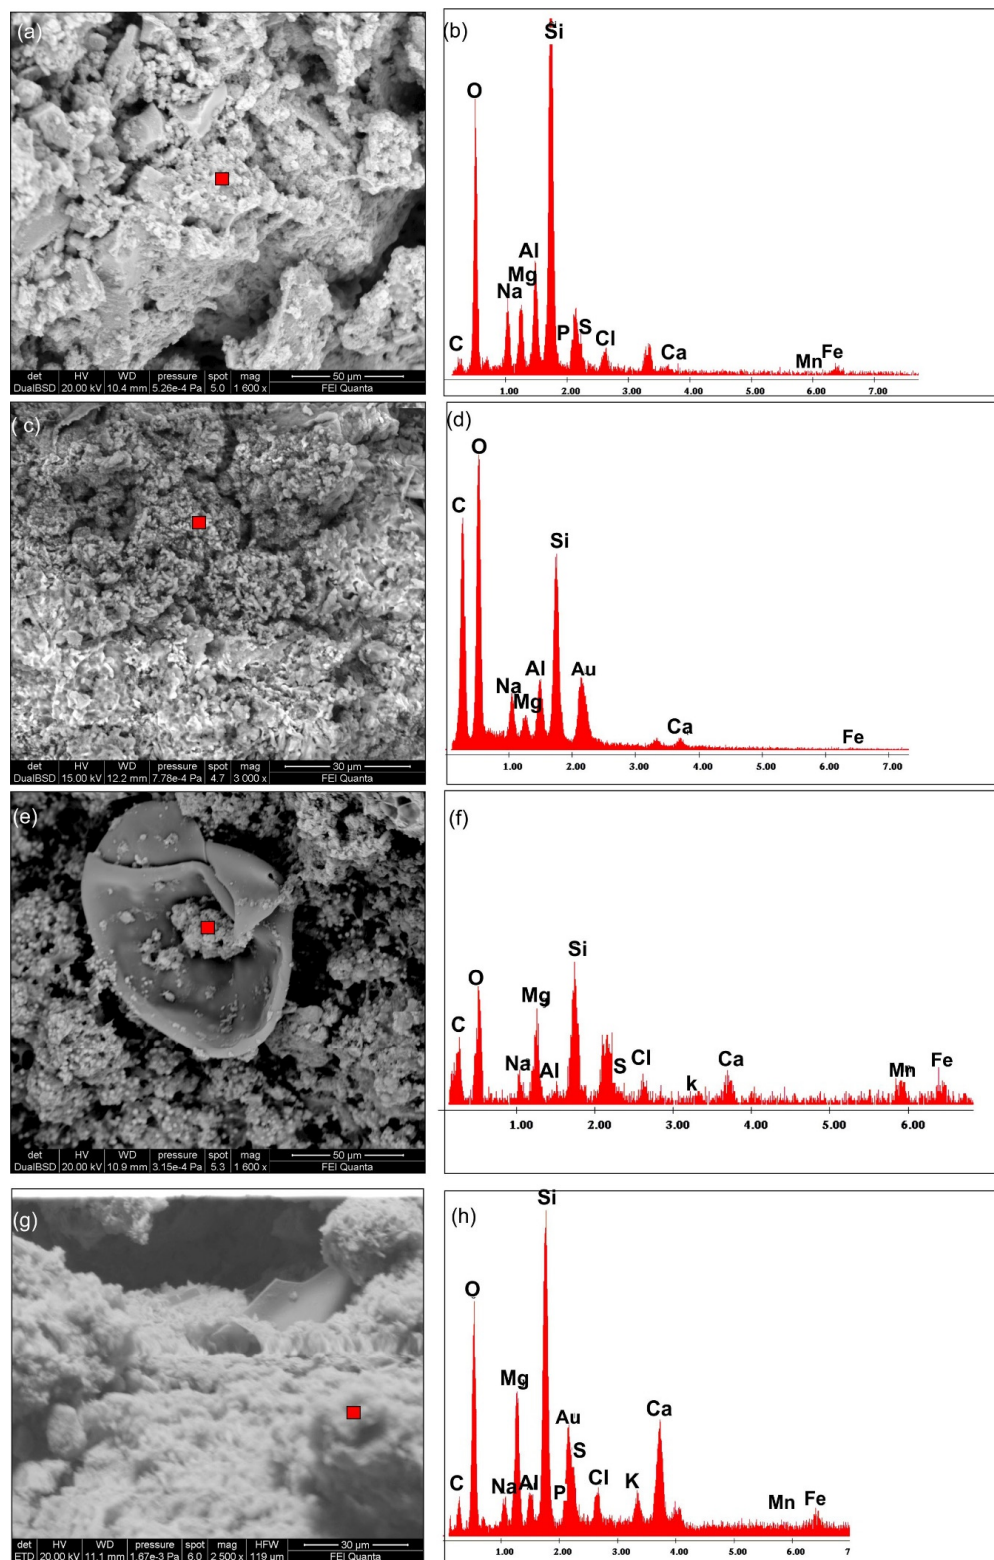 (a)
det HV WD pressure spot mag 50 µm
DualBSD 20.00 kV 10.4 mm 5.26e-4 Pa 5.0 1 600 x FEI Quanta
(b)
Si
O
Al
Mg
Na
P
S
Cl
C
Ca
Mn
Fe
1.00 2.00 3.00 4.00 5.00 6.00 7.00
( c)
det HV WD pressure spot mag 30 µm
DualBSD 15.00 kV 12.2 mm 7.78e-4 Pa 4.7 3 000 x FEI Quanta
(d)
O
C
Si
Al
Au
Na
Mg
Ca
Fe
1.00 2.00 3.00 4.00 5.00 6.00 7.00
(e)
det HV WD pressure spot mag 50 µm
DualBSD 20.00 kV 10.9 mm 3.15e-4 Pa 5.3 1 600 x FEI Quanta
(f)
Si
O
Mg
C
Na
Al
S
Cl
k
Ca
Mn
Fe
1.00 2.00 3.00 4.00 5.00 6.00
(g)
det HV WD pressure spot mag HFW 30 µm
ETD 20.00 kV 11.1 mm 1.67e-3 Pa 6.0 2 500 x 119 µm FEI Quanta
(h)
Si
O
Mg
Au
Ca
S
C
Na
Al
P
Cl
K
Mn
Fe
1.00 2.00 3.00 4.00 5.00 6.00 7